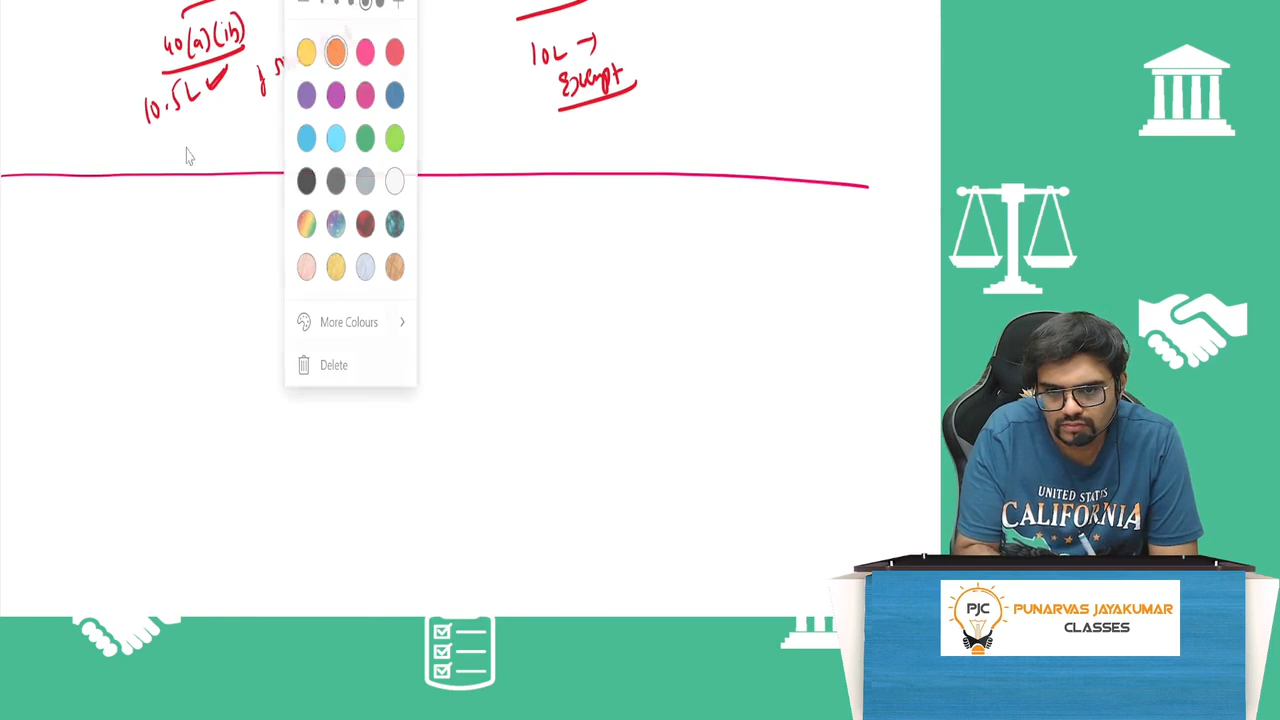 40(a)(ib)
10.5L ✓
10L →
Exempt
More Colours
Delete
UNITED STATES
CALIFORNIA
PJC
PUNARVAS JAYAKUMAR
CLASSES